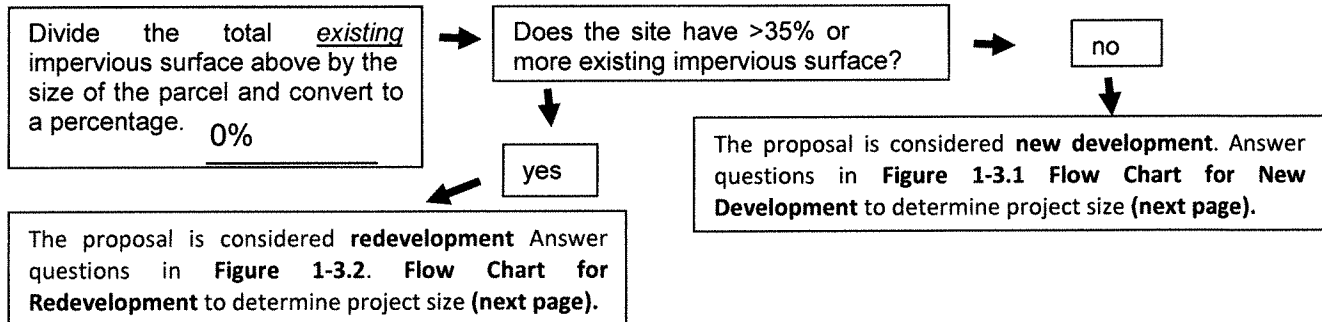 Divide the total existing
impervious surface above by the
size of the parcel and convert to
a percentage.
0%
Does the site have >35% or
more existing impervious surface?
no
yes
The proposal is considered new development. Answer
questions in Figure 1-3.1 Flow Chart for New
Development to determine project size (next page).
The proposal is considered redevelopment Answer
questions in Figure 1-3.2. Flow Chart for
Redevelopment to determine project size (next page).